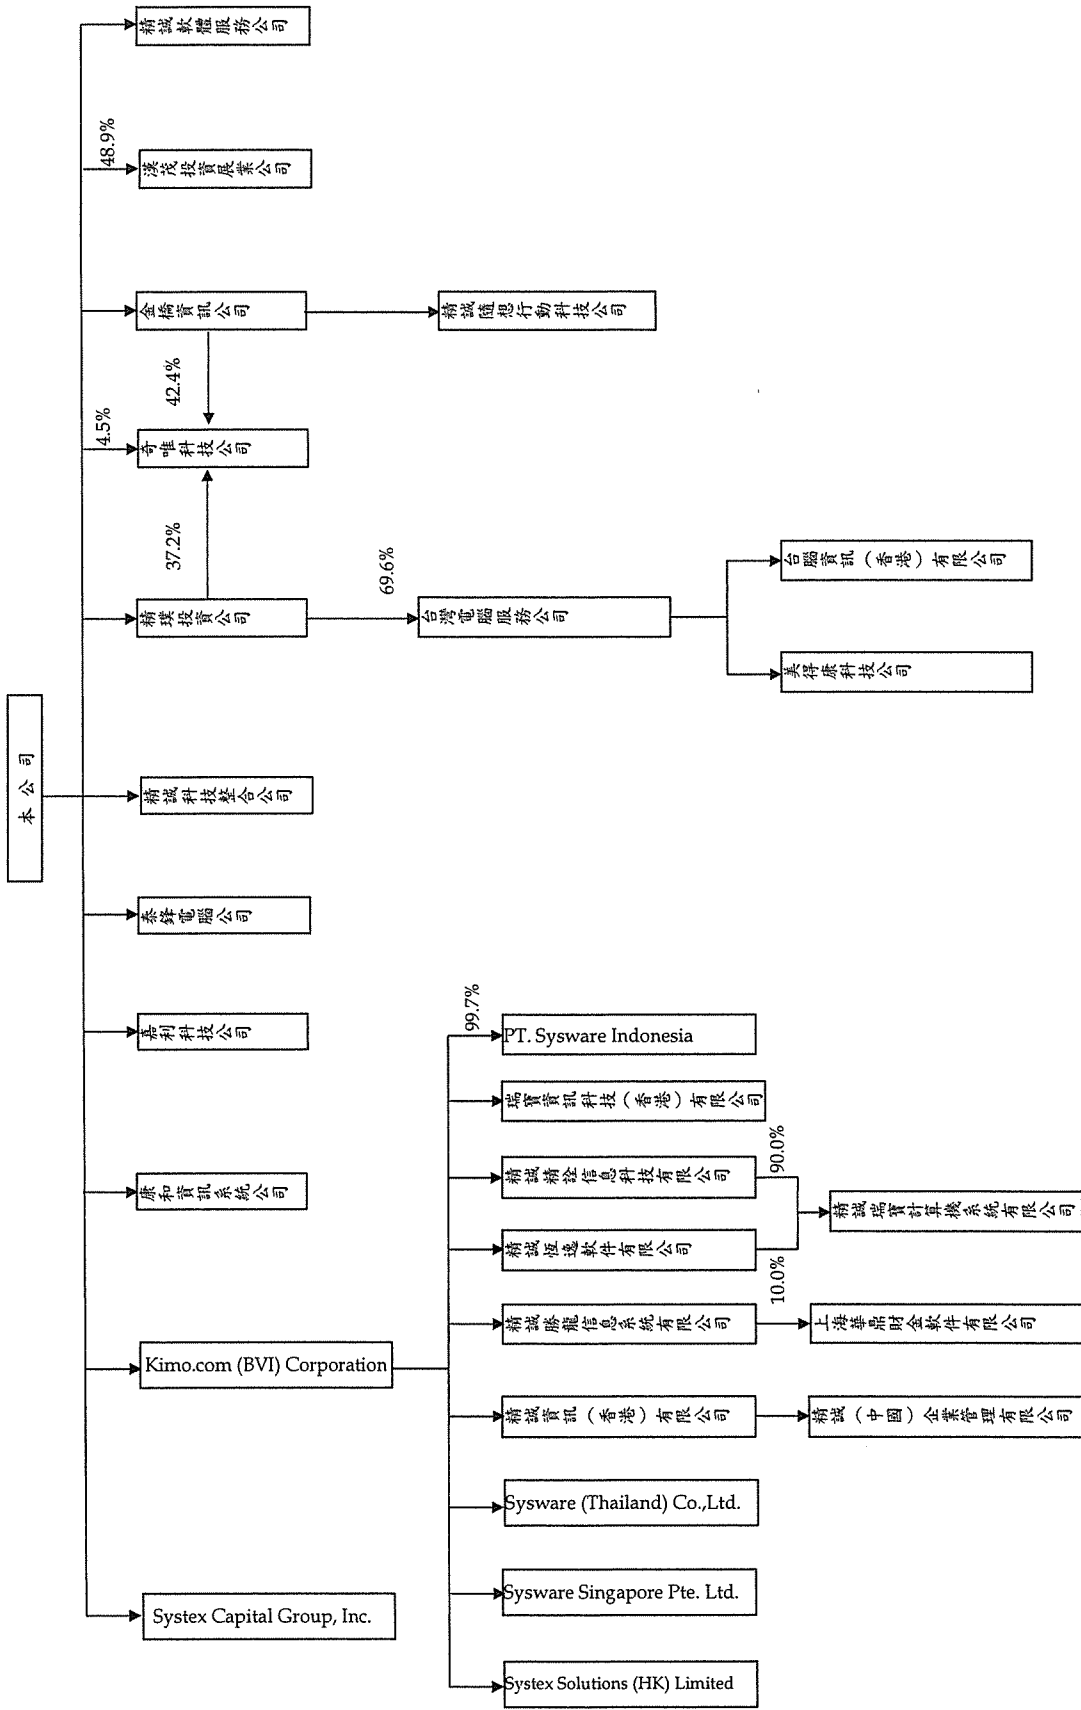 本公司
精誠軟體服務公司
48.9%
漢茂投資展業公司
金橋資訊公司
精誠隨想行動科技公司
42.4%
4.5%
奇唯科技公司
37.2%
精璞投資公司
69.6%
台灣電腦服務公司
台腦資訊（香港）有限公司
美得康科技公司
精誠科技整合公司
泰鋒電腦公司
嘉利科技公司
康和資訊系統公司
Kimo.com (BVI) Corporation
99.7%
PT. Sysware Indonesia
瑞寶資訊科技（香港）有限公司
精誠精詮信息科技有限公司
90.0%
精誠瑞寶計算機系統有限公司
精誠恆逸軟件有限公司
10.0%
精誠勝龍信息系統有限公司
上海華鼎財金軟件有限公司
精誠資訊（香港）有限公司
精誠（中國）企業管理有限公司
Sysware (Thailand) Co.,Ltd.
Sysware Singapore Pte. Ltd.
Systex Solutions (HK) Limited
Systex Capital Group, Inc.